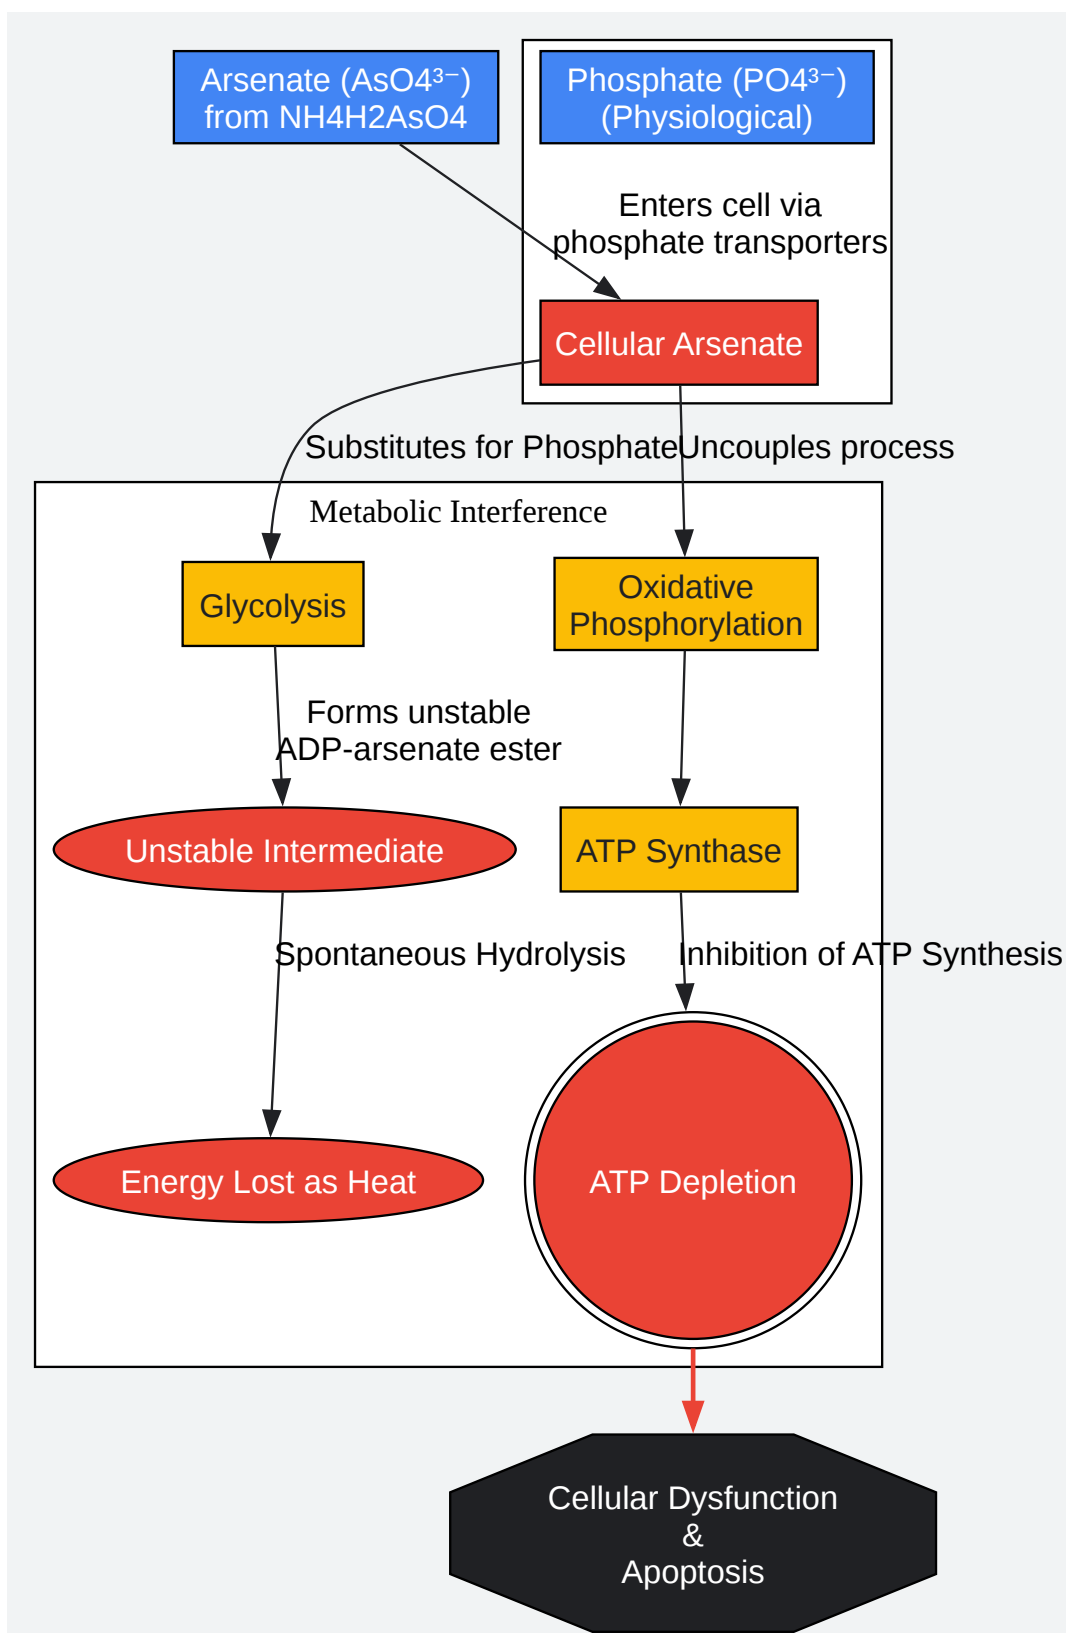 Arsenate (AsO4³⁻)
from NH4H2AsO4
Phosphate (PO4³⁻)
(Physiological)
Enters cell via
phosphate transporters
Cellular Arsenate
Substitutes for Phosphate
Uncouples process
Metabolic Interference
Glycolysis
Oxidative
Phosphorylation
Forms unstable
ADP-arsenate ester
Unstable Intermediate
ATP Synthase
Spontaneous Hydrolysis
Inhibition of ATP Synthesis
Energy Lost as Heat
ATP Depletion
Cellular Dysfunction
&
Apoptosis